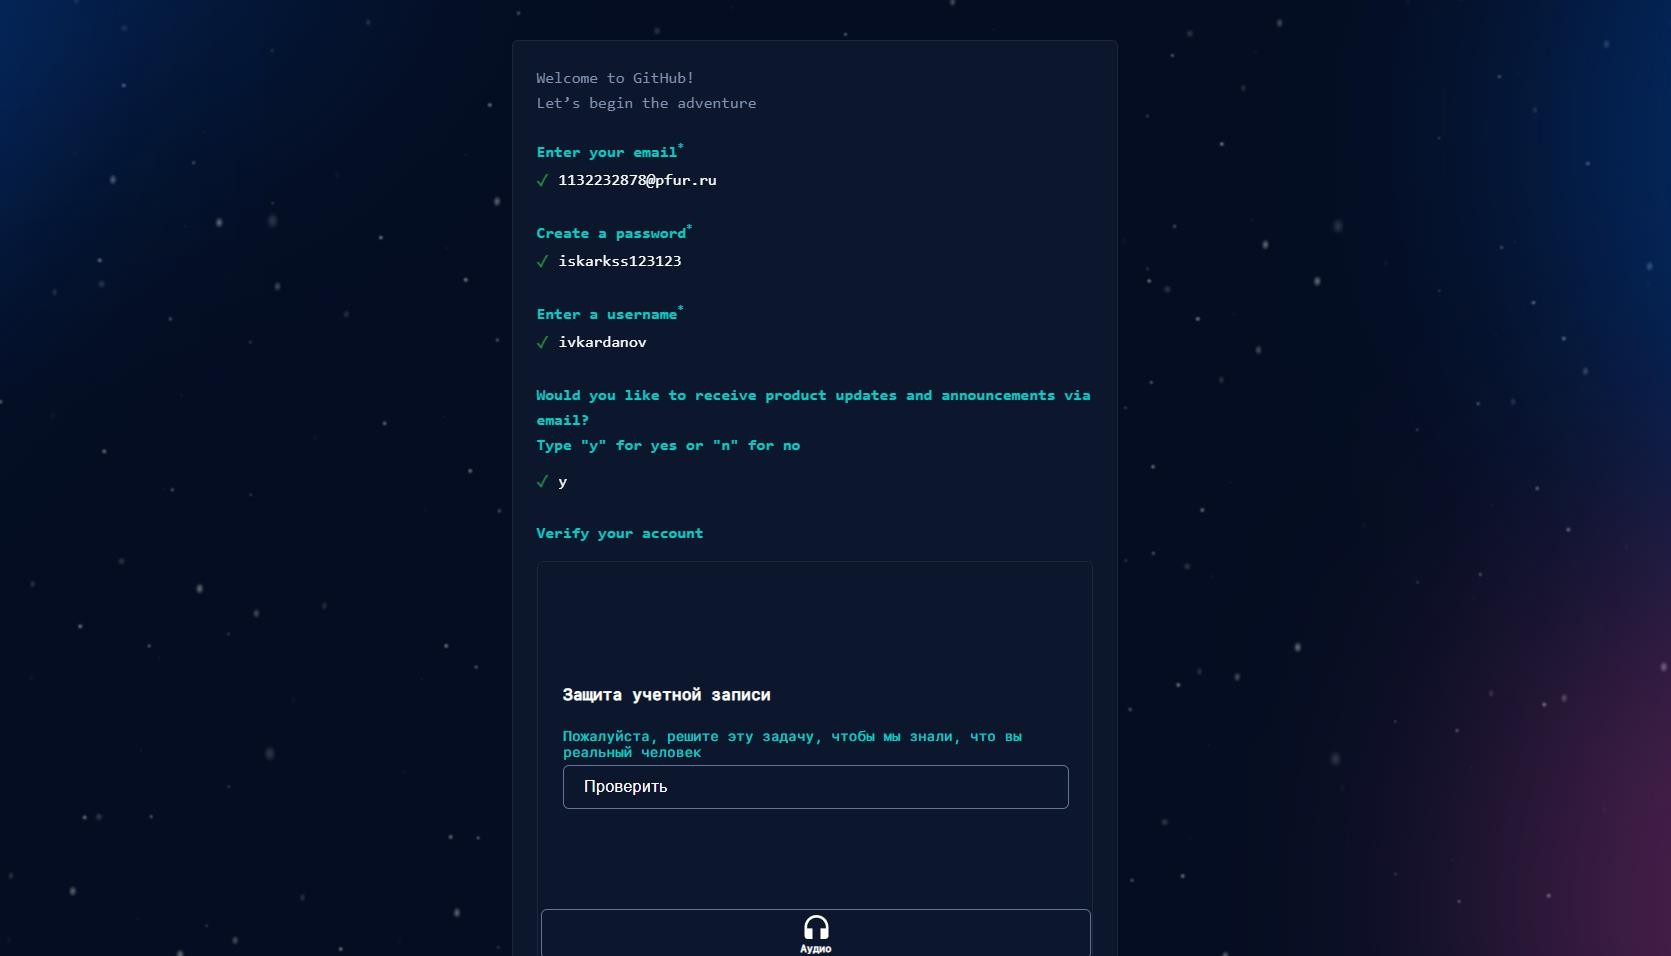 Welcome to GitHub!
Let’s begin the adventure
Enter your email*
✓ 1132232878@pfur.ru
Create a password*
✓ iskarkss123123
Enter a username*
✓ ivkardanov
Would you like to receive product updates and announcements via
email?
Type "y" for yes or "n" for no
✓ y
Verify your account
Защита учетной записи
Пожалуйста, решите эту задачу, чтобы мы знали, что вы
реальный человек
Проверить
Аудио